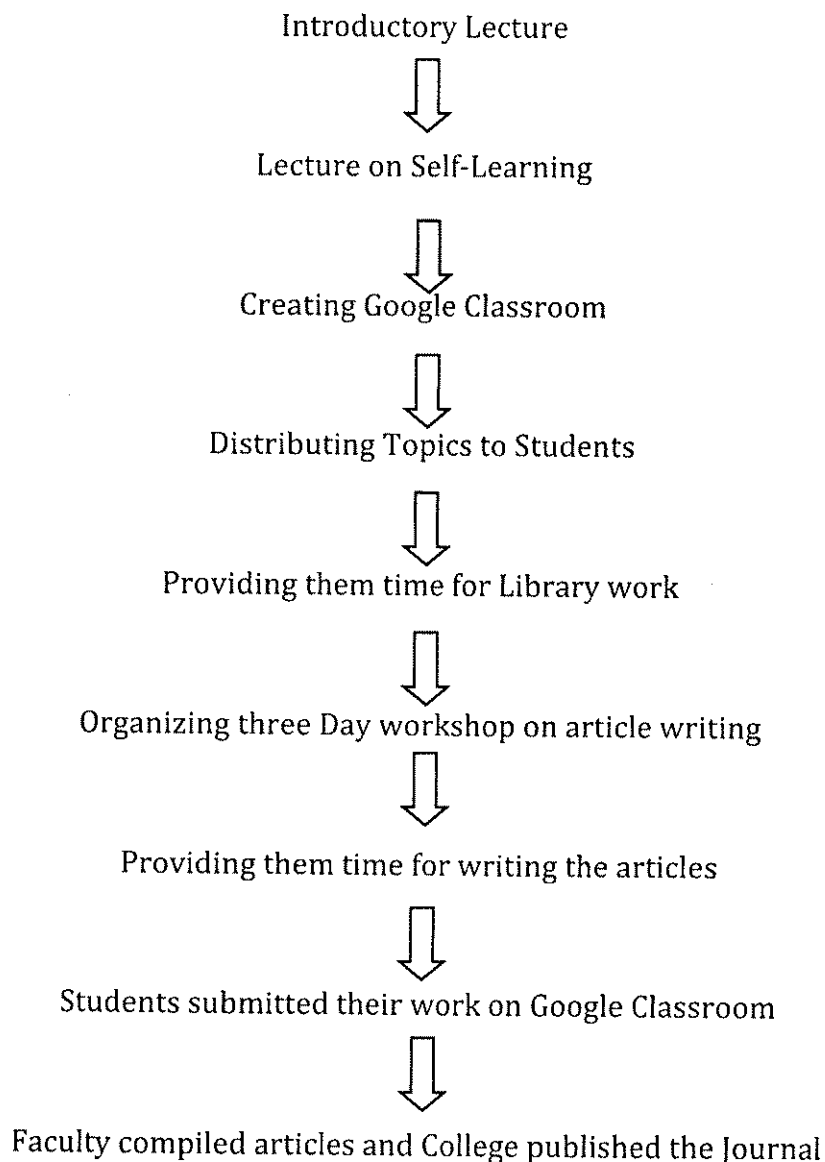 Introductory Lecture
Lecture on Self-Learning
Creating Google Classroom
Distributing Topics to Students
Providing them time for Library work
Organizing three Day workshop on article writing
Providing them time for writing the articles
Students submitted their work on Google Classroom
Faculty compiled articles and College published the Journal